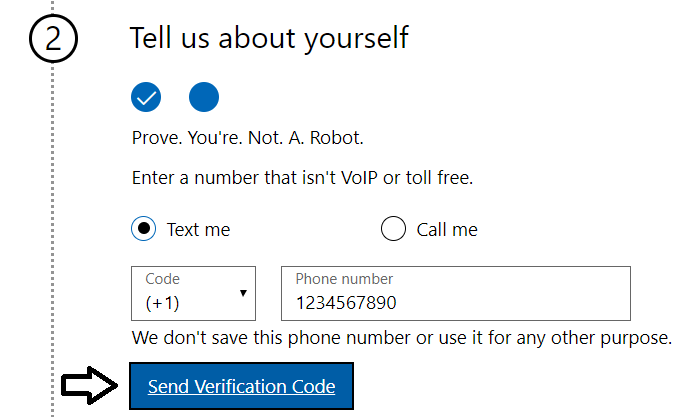 2
Tell us about yourself
Prove. You're. Not. A. Robot.
Enter a number that isn't VoIP or toll free.
Text me
Call me
Code
(+1)
Phone number
1234567890
We don't save this phone number or use it for any other purpose.
Send Verification Code